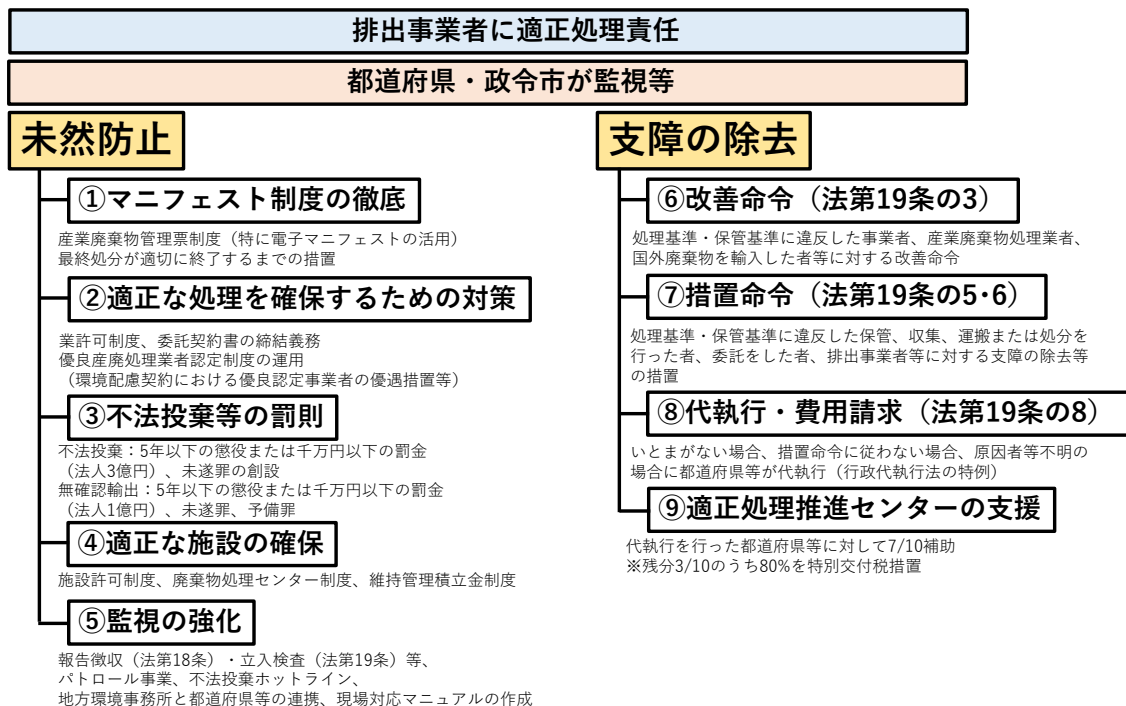 排出事業者に適正処理責任
都道府県・政令市が監視等
未然防止
①マニフェスト制度の徹底
産業廃棄物管理票制度（特に電子マニフェストの活用）
最終処分が適切に終了するまでの措置
②適正な処理を確保するための対策
業許可制度、委託契約書の締結義務
優良産廃処理業者認定制度の運用
（環境配慮契約における優良認定事業者の優遇措置等）
③不法投棄等の罰則
不法投棄：5年以下の懲役または千万円以下の罰金
（法人3億円）、未遂罪の創設
無確認輸出：5年以下の懲役または千万円以下の罰金
（法人1億円）、未遂罪、予備罪
④適正な施設の確保
施設許可制度、廃棄物処理センター制度、維持管理積立金制度
⑤監視の強化
報告徴収（法第18条）・立入検査（法第19条）等、
パトロール事業、不法投棄ホットライン、
地方環境事務所と都道府県等の連携、現場対応マニュアルの作成
支障の除去
⑥改善命令（法第19条の3）
処理基準・保管基準に違反した事業者、産業廃棄物処理業者、
国外廃棄物を輸入した者等に対する改善命令
⑦措置命令（法第19条の5･6）
処理基準・保管基準に違反した保管、収集、運搬または処分を
行った者、委託をした者、排出事業者等に対する支障の除去等
の措置
⑧代執行・費用請求（法第19条の8）
いとまがない場合、措置命令に従わない場合、原因者等不明の
場合に都道府県等が代執行（行政代執行法の特例）
⑨適正処理推進センターの支援
代執行を行った都道府県等に対して7/10補助
※残分3/10のうち80%を特別交付税措置